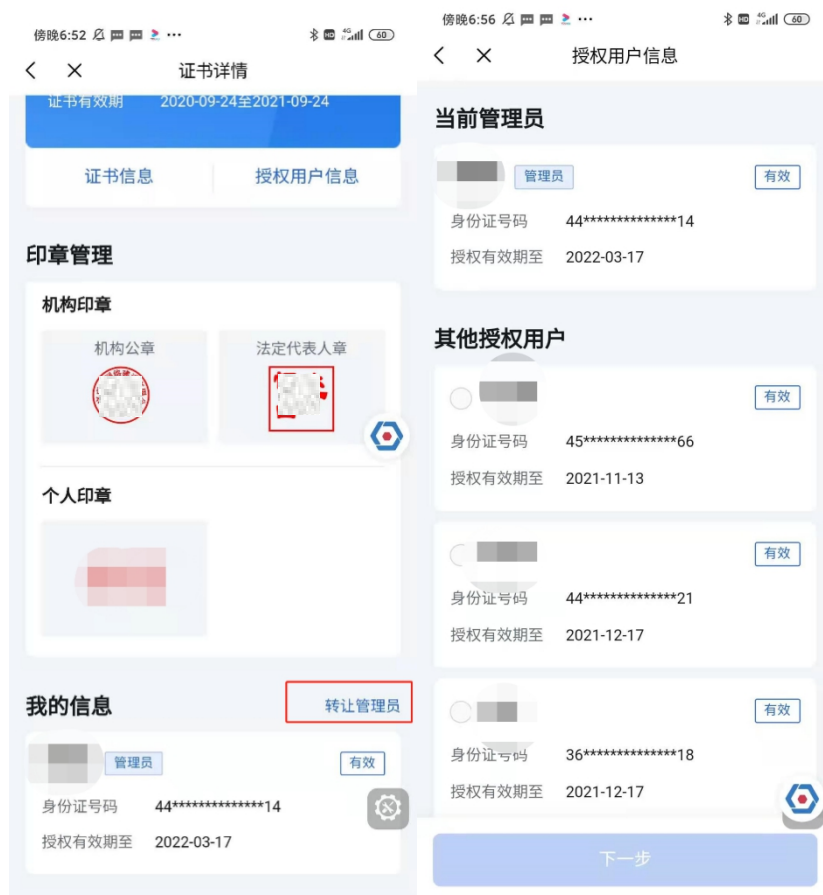 傍晚6:52
HD 4G 60
证书详情
证书有效期 2020-09-24至2021-09-24
证书信息 授权用户信息
印章管理
机构印章
机构公章 法定代表人章
个人印章
我的信息 转让管理员
管理员 有效
身份证号码 44**************14
授权有效期至 2022-03-17
傍晚6:56
HD 4G 60
授权用户信息
当前管理员
管理员 有效
身份证号码 44**************14
授权有效期至 2022-03-17
其他授权用户
有效
身份证号码 45**************66
授权有效期至 2021-11-13
有效
身份证号码 44**************21
授权有效期至 2021-12-17
有效
身份证号码 36**************18
授权有效期至 2021-12-17
下一步